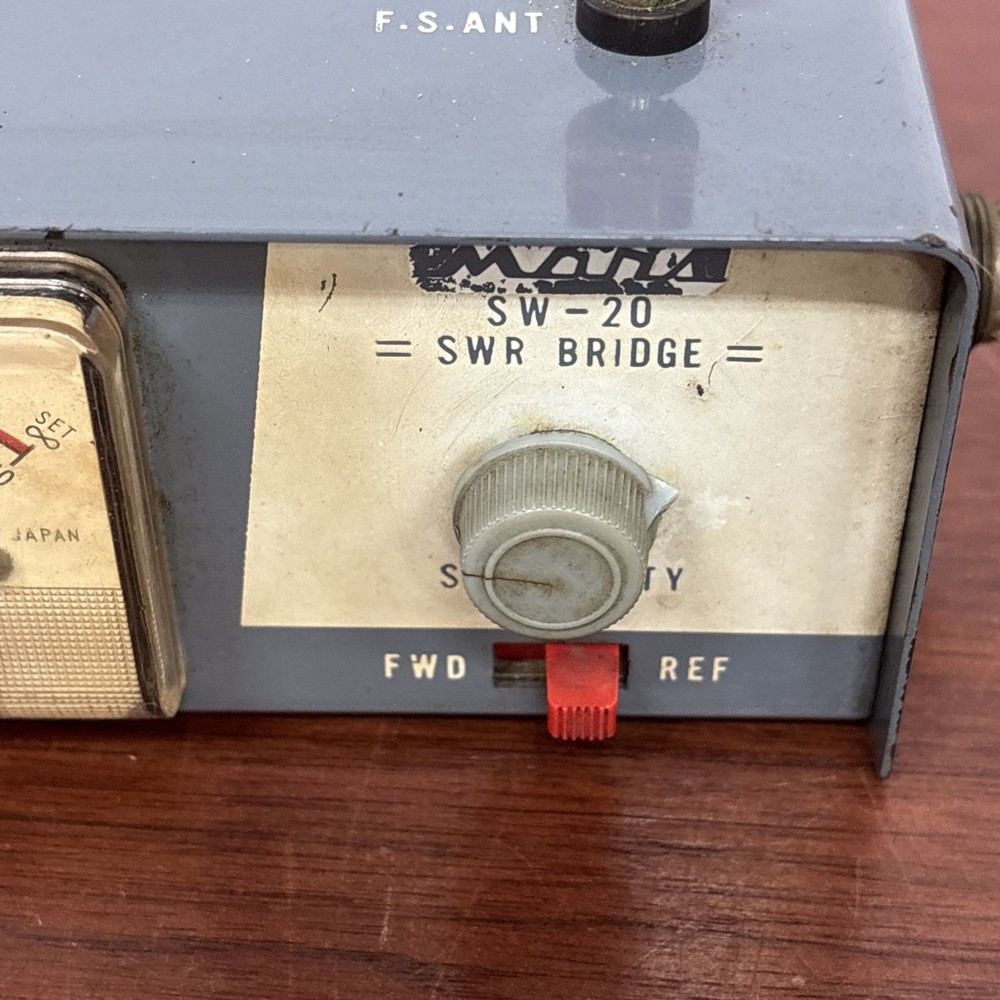 F.S.ANT
SW-20
= SWR BRIDGE =
SET
∞
JAPAN
FWD
REF